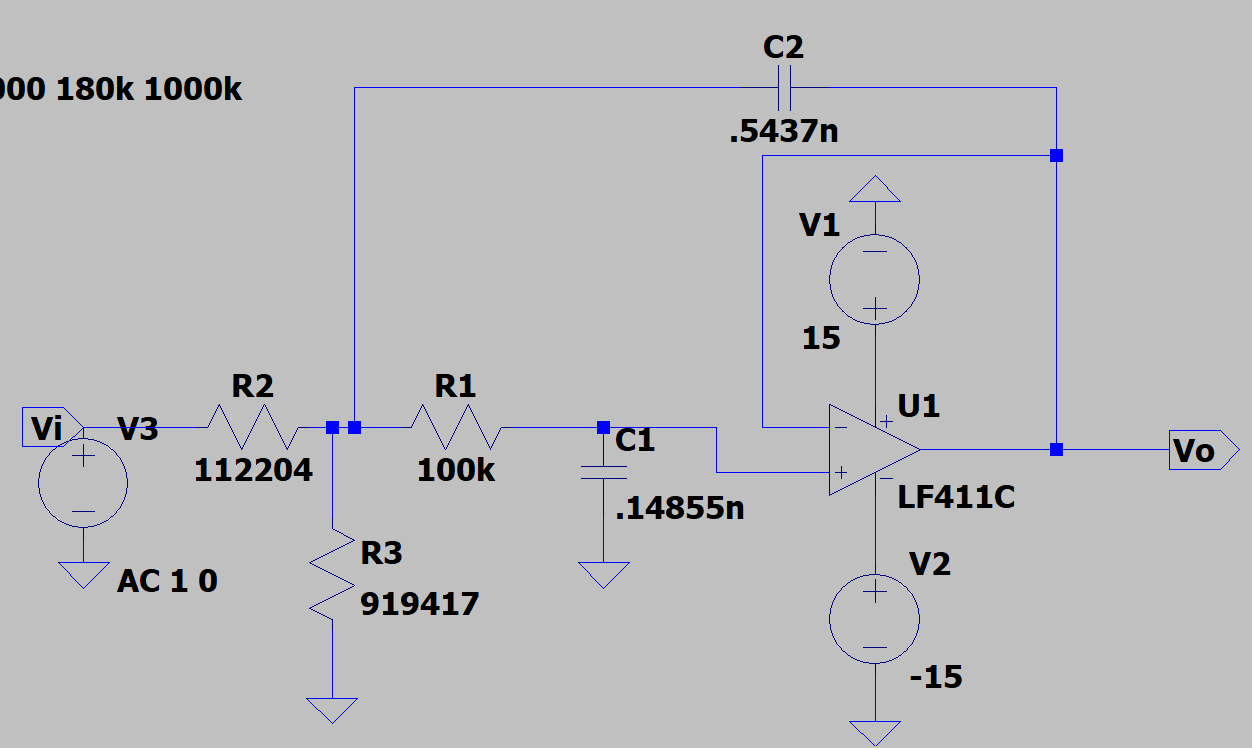 C2
000 180k 1000k
.5437n
V1
15
R2
R1
U1
Vi
V3
C1
Vo
112204
100k
LF411C
.14855n
R3
V2
AC 1 0
919417
-15